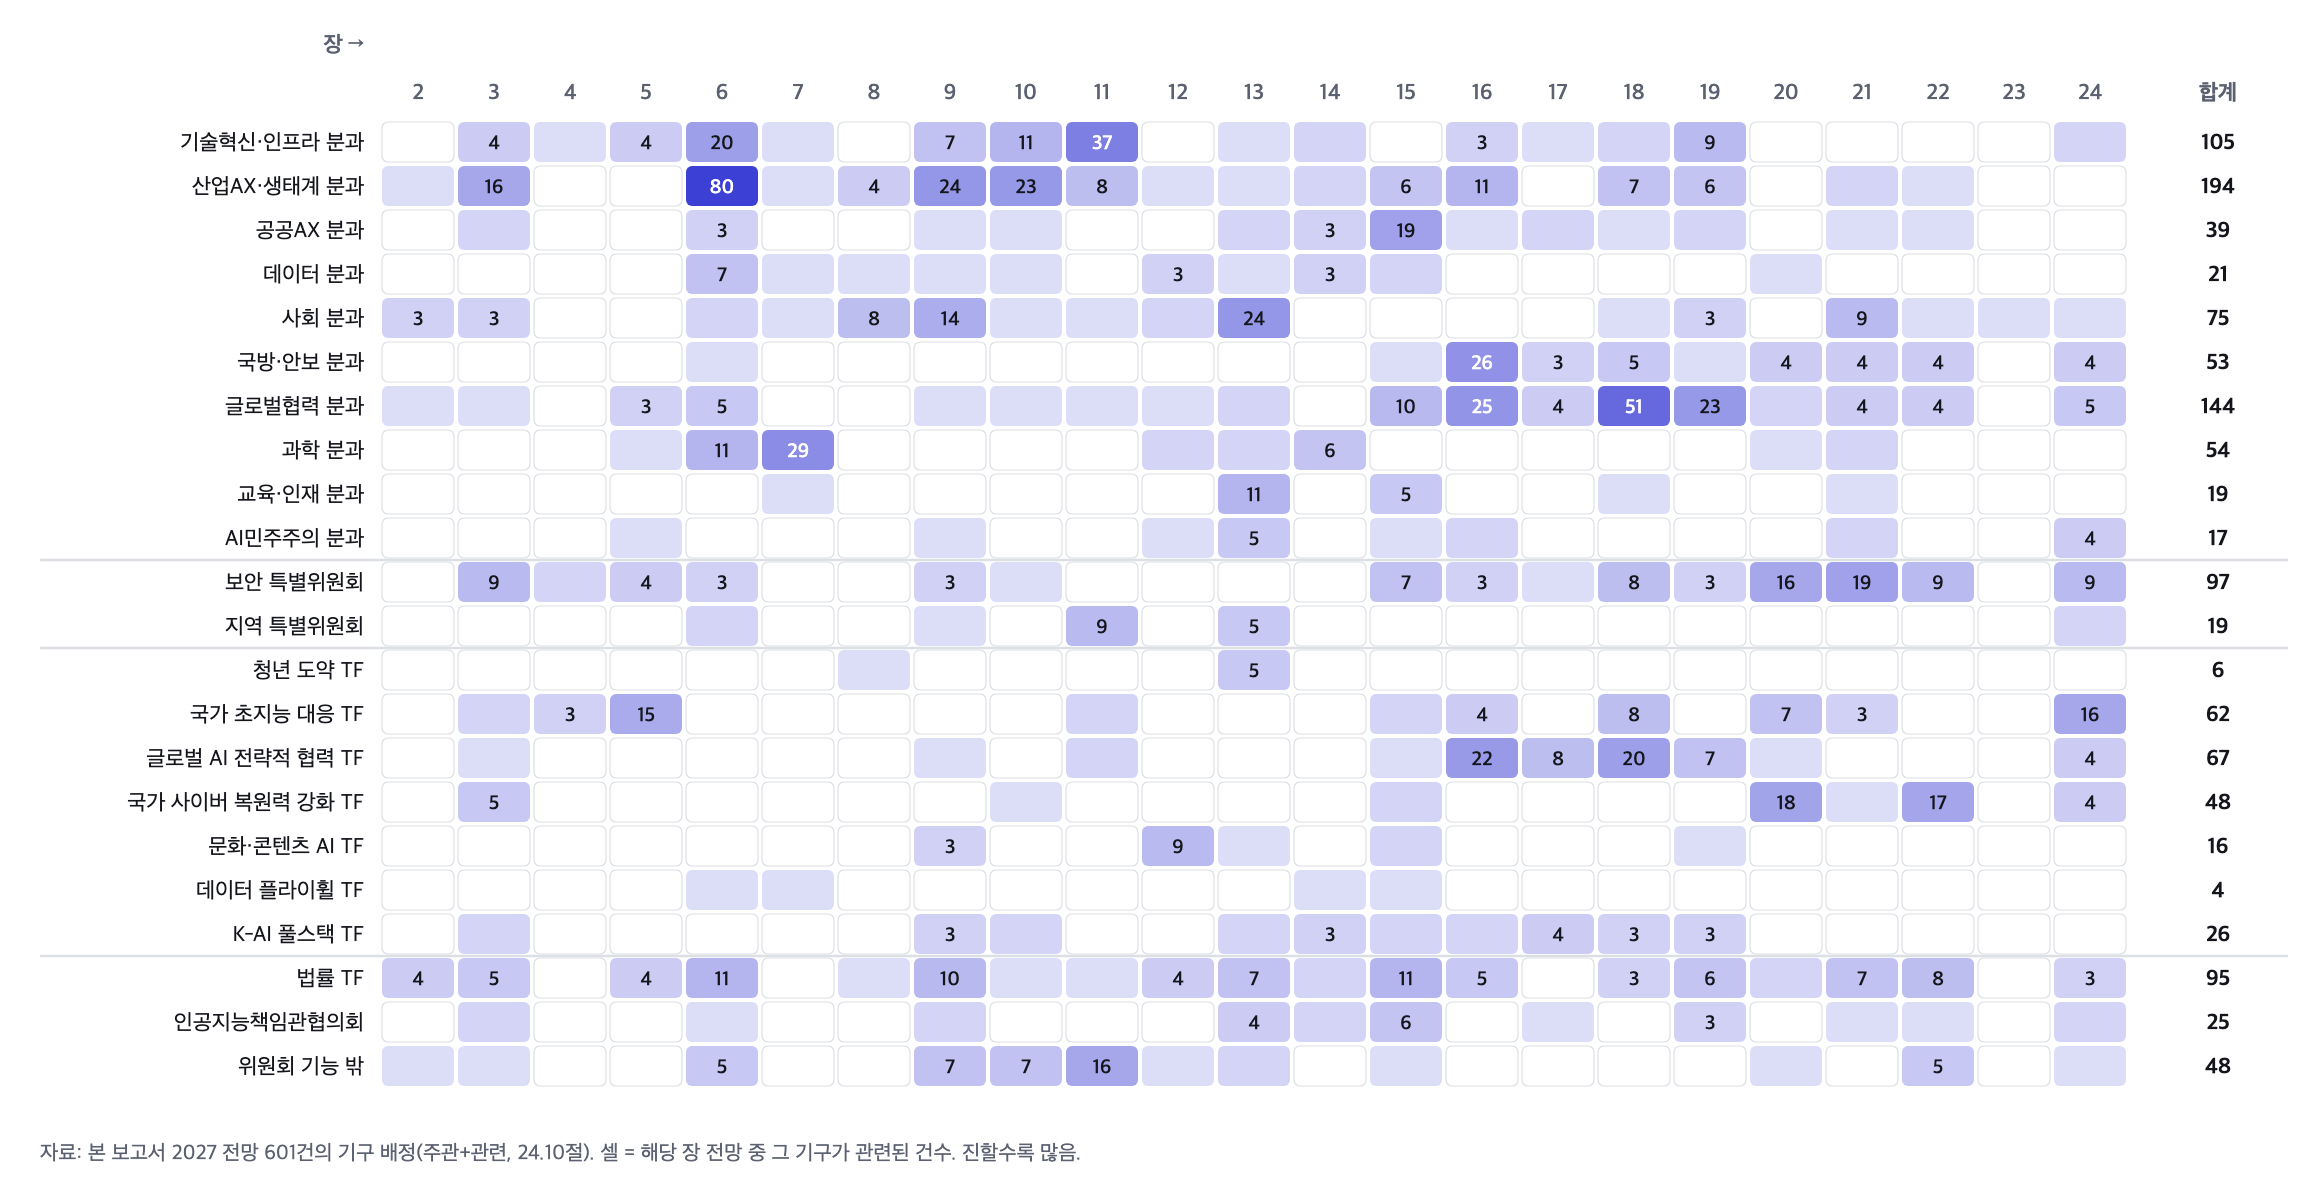 장 →
2 3 4 5 6 7 8 9 10 11 12 13 14 15 16 17 18 19 20 21 22 23 24 합계
기술혁신·인프라 분과 4 4 20 7 11 37 3 9 105
산업AX·생태계 분과 16 80 4 24 23 8 6 11 7 6 194
공공AX 분과 3 3 19 39
데이터 분과 7 3 3 21
사회 분과 3 3 8 14 24 3 9 75
국방·안보 분과 26 3 5 4 4 4 4 53
글로벌협력 분과 3 5 10 25 4 51 23 4 4 5 144
과학 분과 11 29 6 54
교육·인재 분과 11 5 19
AI민주주의 분과 5 4 17
보안 특별위원회 9 4 3 3 7 3 8 3 16 19 9 9 97
지역 특별위원회 9 5 19
청년 도약 TF 5 6
국가 초지능 대응 TF 3 15 4 8 7 3 16 62
글로벌 AI 전략적 협력 TF 22 8 20 7 4 67
국가 사이버 복원력 강화 TF 5 18 17 4 48
문화·콘텐츠 AI TF 3 9 16
데이터 플라이휠 TF 4
K-AI 풀스택 TF 3 3 4 3 3 26
법률 TF 4 5 4 11 10 4 7 11 5 3 6 7 8 3 95
인공지능책임관협의회 4 6 3 25
위원회 기능 밖 5 7 7 16 5 48
자료: 본 보고서 2027 전망 601건의 기구 배정(주관+관련, 24.10절). 셀 = 해당 장 전망 중 그 기구가 관련된 건수. 진할수록 많음.